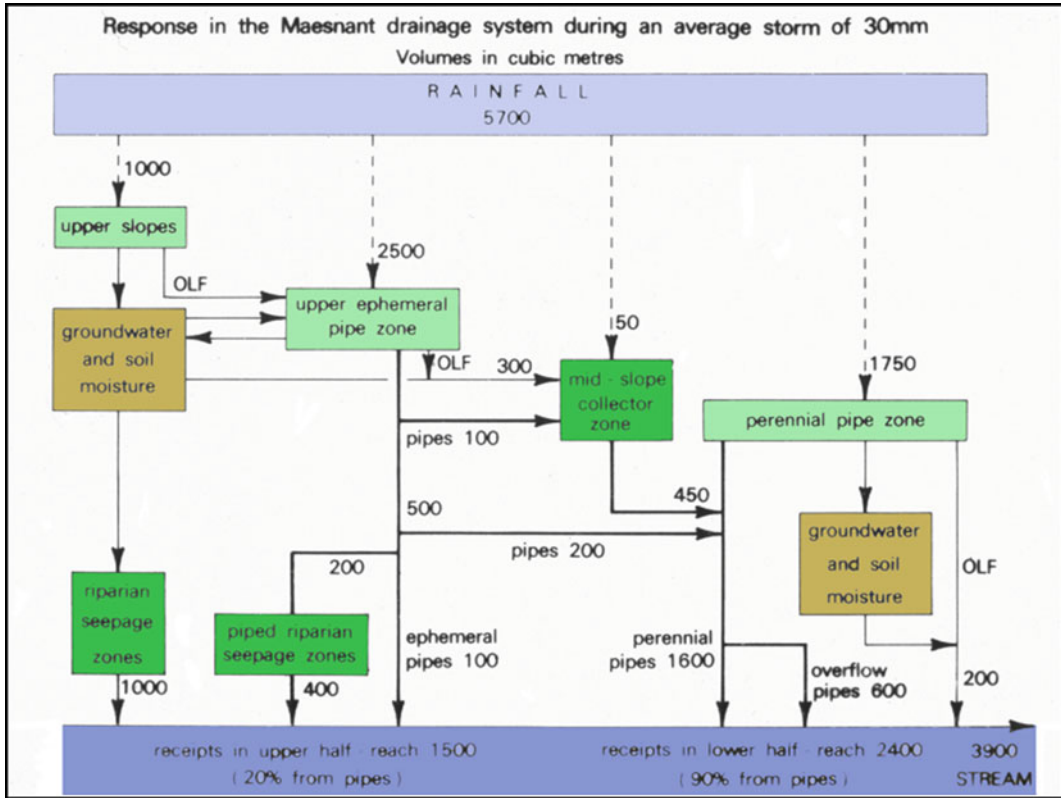 Response in the Maesnant drainage system during an average storm of 30mm
Volumes in cubic metres
RAINFALL
5700
1000
upper slopes
2500
OLF
upper ephemeral
pipe zone
groundwater
and soil
moisture
OLF
300
50
mid-slope
collector
zone
1750
perennial pipe zone
pipes 100
500
450
pipes 200
200
groundwater
and soil
moisture
OLF
riparian
seepage
zones
piped riparian
seepage zones
ephemeral
pipes 100
perennial
pipes 1600
overflow
pipes 600
1000
400
200
receipts in upper half-reach 1500
(20% from pipes)
receipts in lower half-reach 2400
(90% from pipes)
3900
STREAM